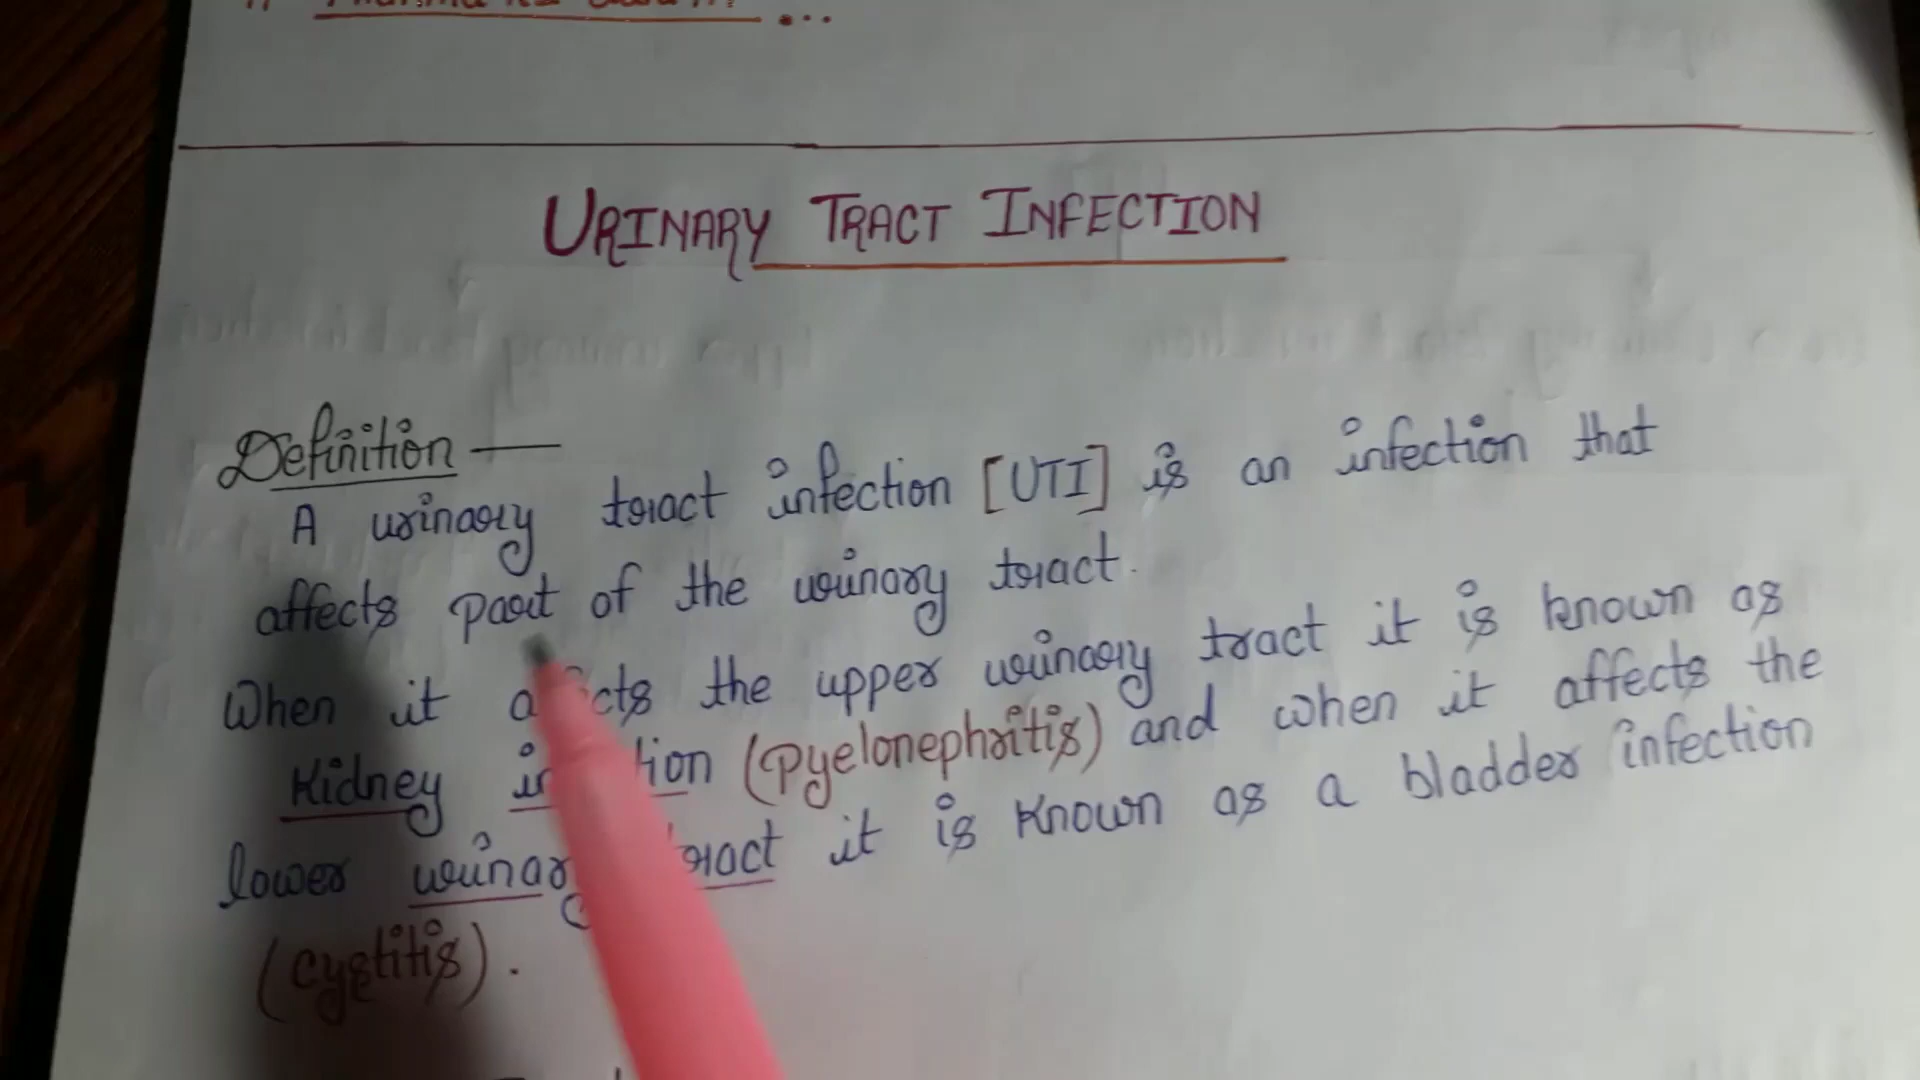 URINARY TRACT INFECTION
Definition —
A urinary tract infection [UTI] is an infection that
affects part of the urinary tract.
When it affects the upper urinary tract it is known as
Kidney infection (pyelonephritis) and when it affects the
lower urinary tract it is known as a bladder infection
(cystitis).